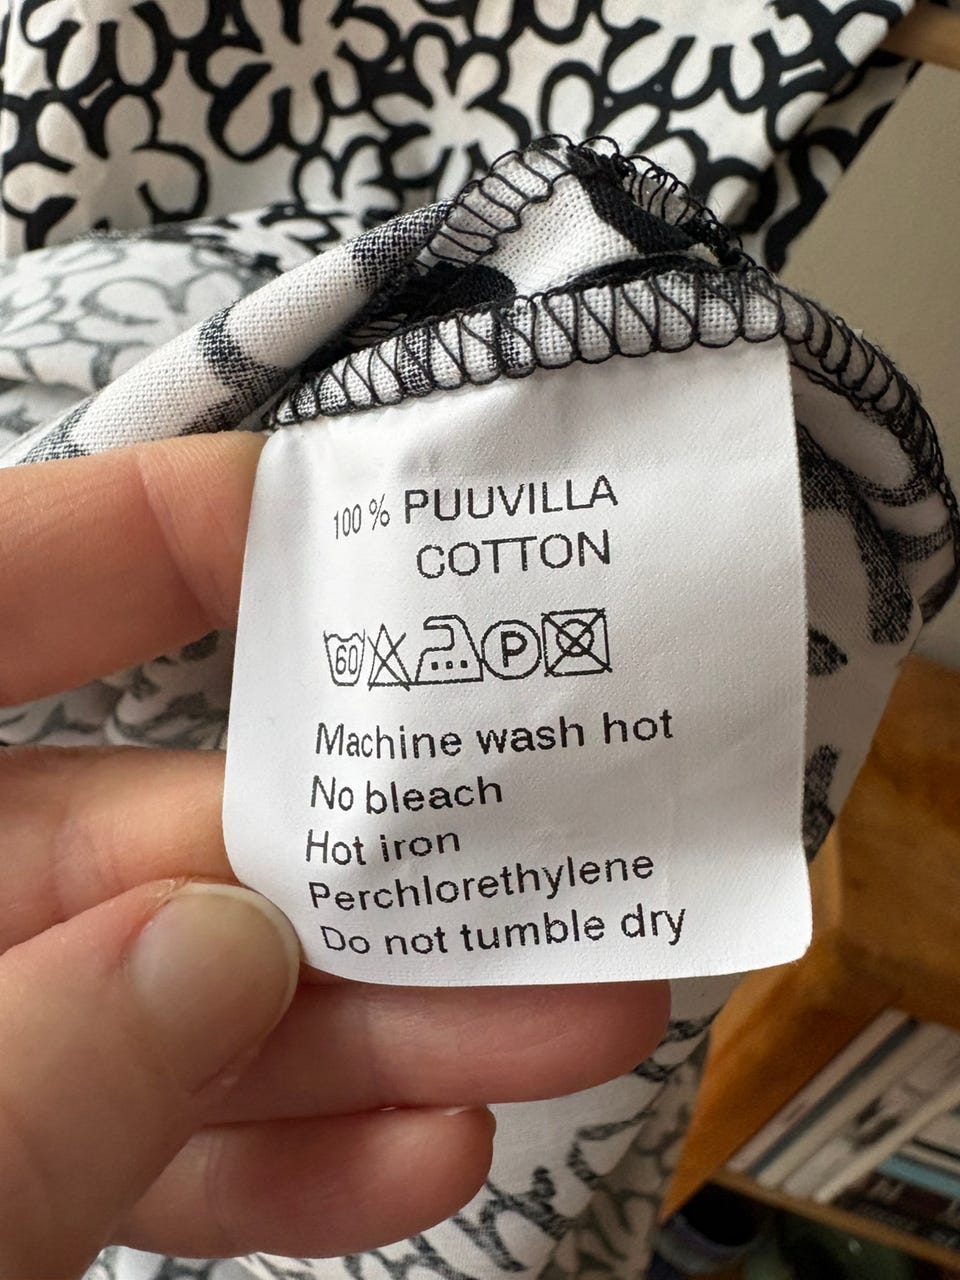 100 % PUUVILLA
COTTON
60 P
Machine wash hot
No bleach
Hot iron
Perchlorethylene
Do not tumble dry